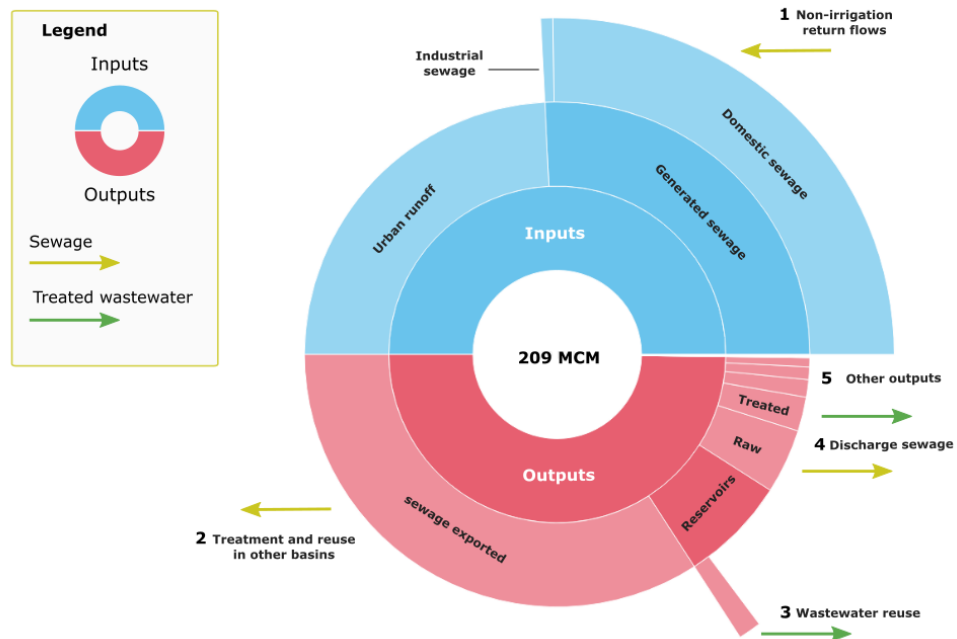 Legend
Inputs
Outputs
Sewage
Treated wastewater
1 Non-irrigation
return flows
Industrial
sewage
Domestic sewage
Urban runoff
Generated sewage
Inputs
209 MCM
Outputs
5 Other outputs
Treated
Raw
4 Discharge sewage
Reservoirs
sewage exported
2 Treatment and reuse
in other basins
3 Wastewater reuse